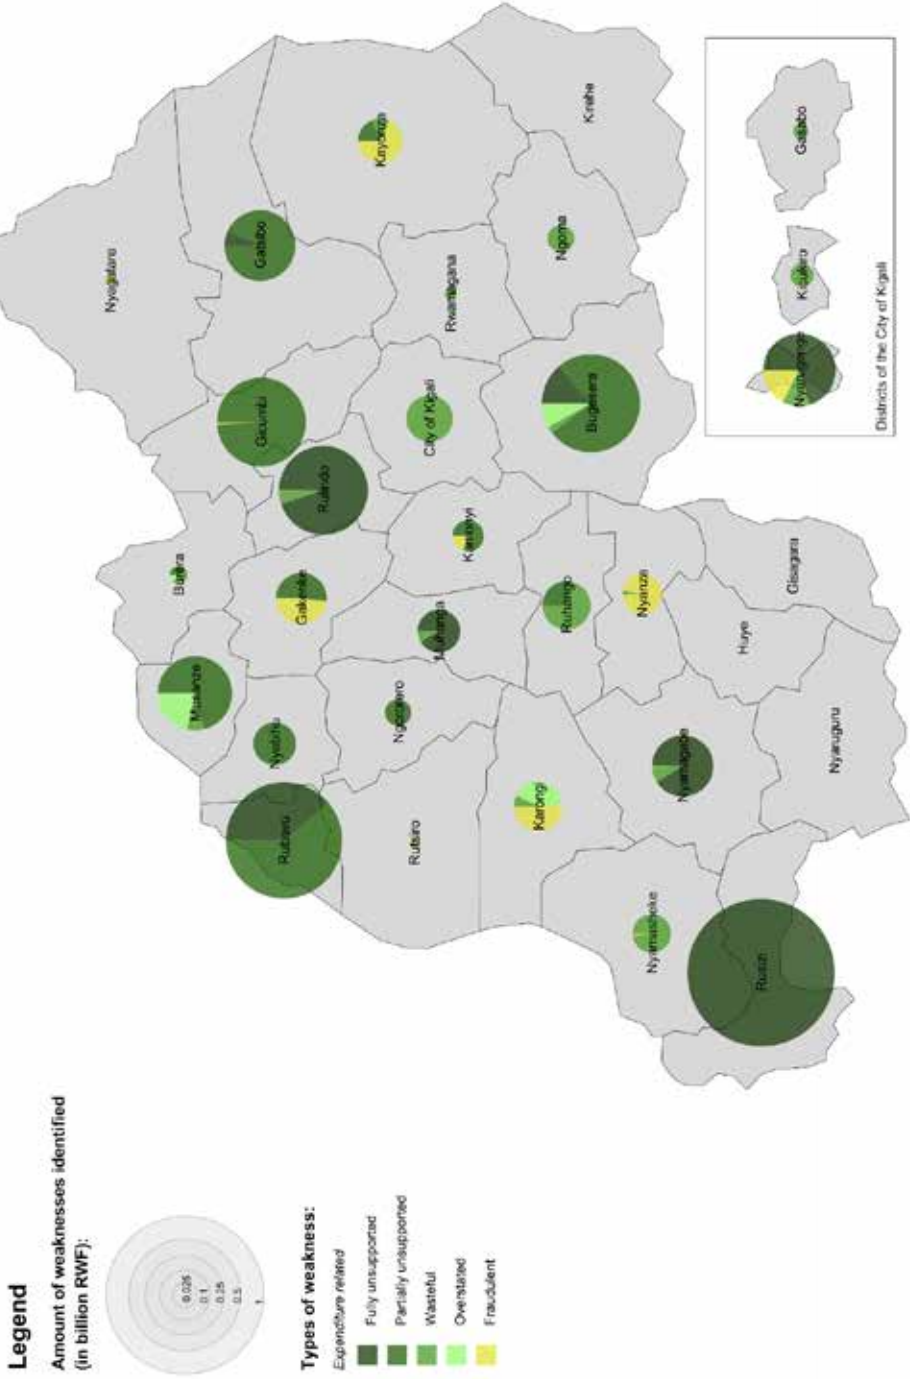 Legend
Amount of weaknesses identified
(in billion RWF):
0.025
0.1
0.25
0.5
1
Types of weakness:
Expenditure related
Fully unsupported
Partially unsupported
Wasteful
Overstated
Fraudulent
Rusizi
Nyamasheke
Rubavu
Rutsiro
Karongi
Nyamagabe
Nyaruguru
Nyabihu
Ngororero
Musanze
Muhanga
Huye
Gakenke
Ruhango
Nyanza
Burera
Kamonyi
Gisagara
Rulindo
Gicumbi
City of Kigali
Bugesera
Nyagatare
Gatsibo
Rwamagana
Ngoma
Kayonza
Kirehe
Nyarugenge
Kicukiro
Gasabo
Districts of the City of Kigali